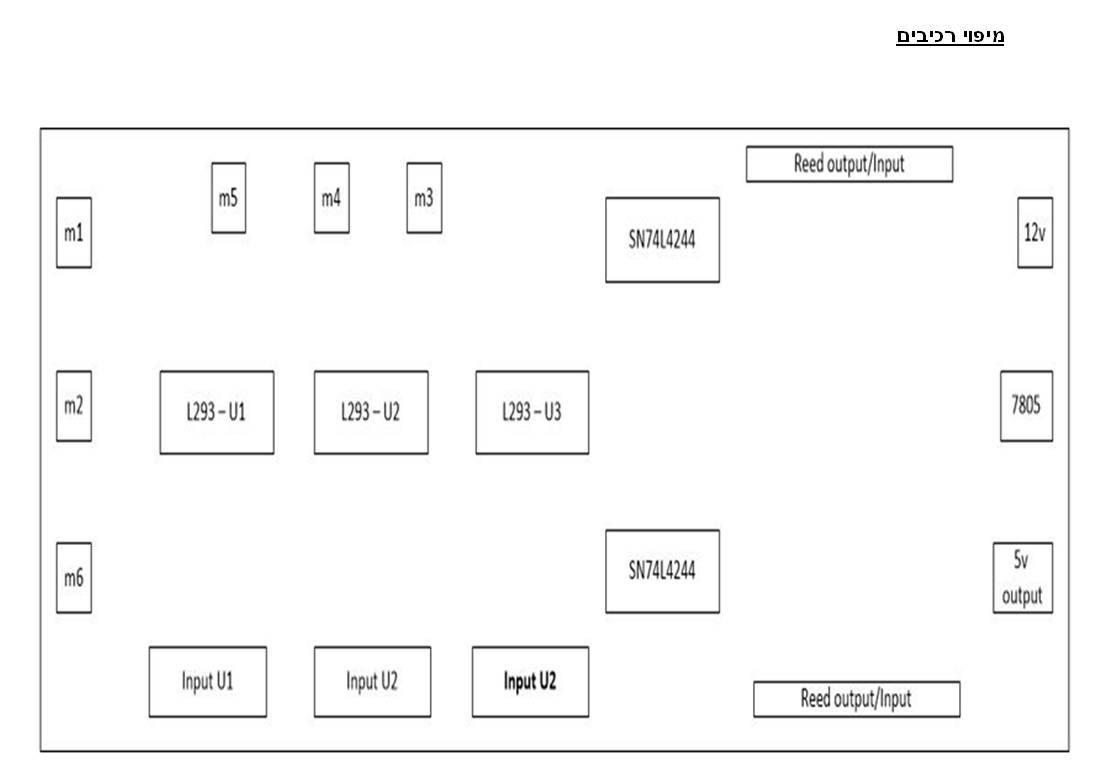 מיפוי רכיבים
Reed output/Input
m5
m4
m3
m1
SN74L4244
12v
m2
L293 – U1
L293 – U2
L293 – U3
7805
m6
SN74L4244
5v
output
Input U1
Input U2
Input U2
Reed output/Input